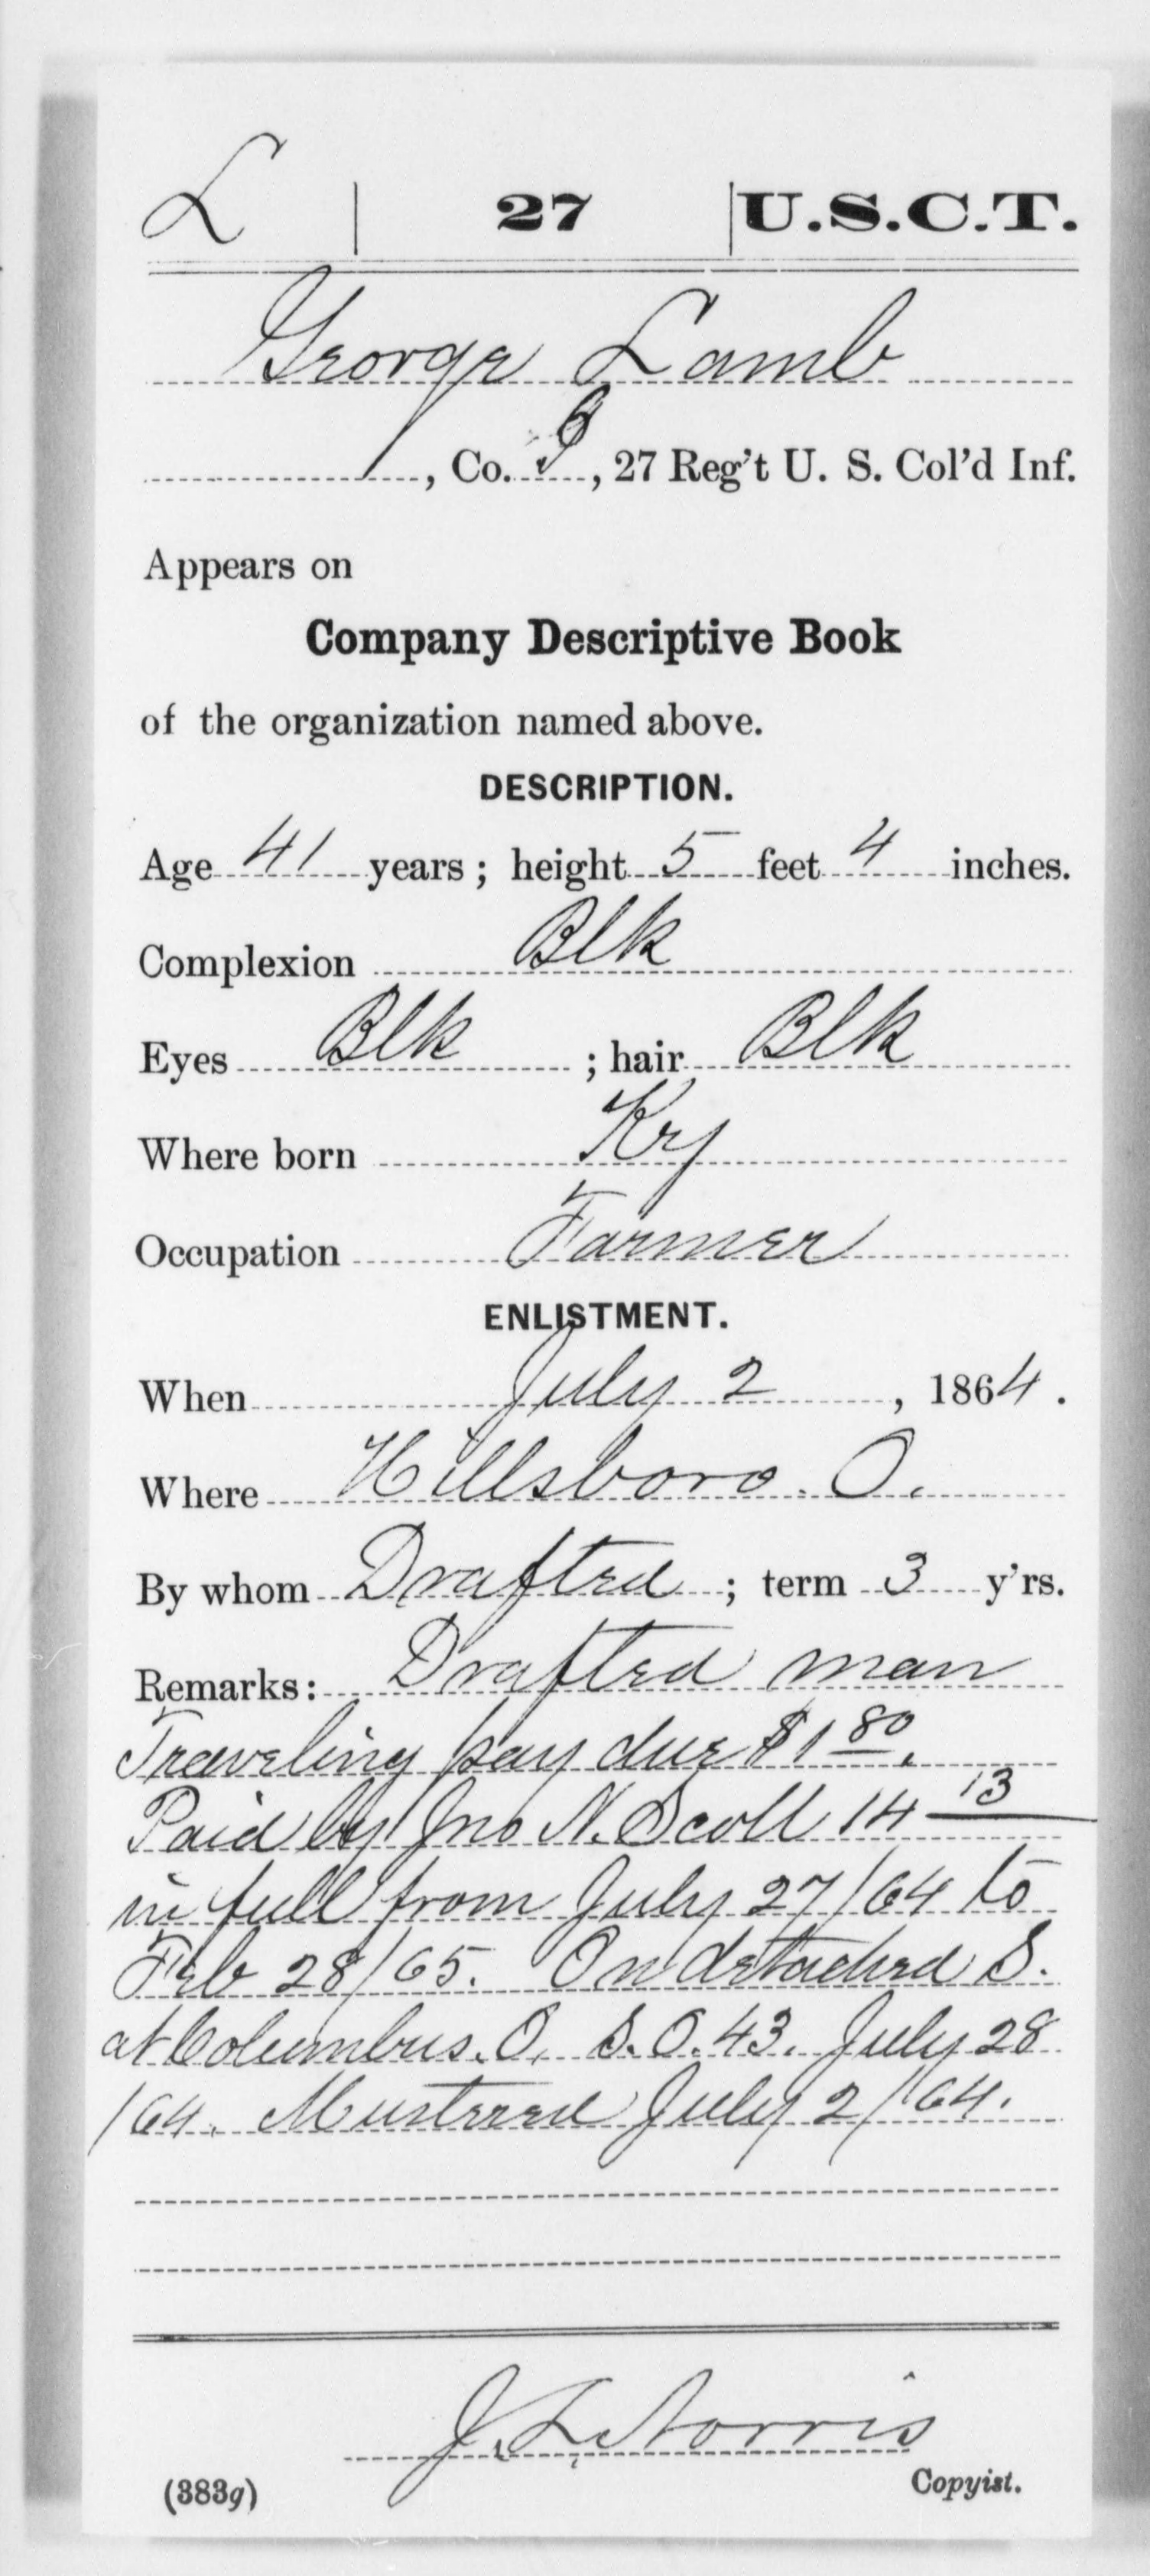 L | 27 | U.S.C.T.
George Lamb
, Co. , 27 Reg't U. S. Col'd Inf.
Appears on
Company Descriptive Book
of the organization named above.
DESCRIPTION.
Age 41 years; height 5 feet 4 inches.
Complexion Blk
Eyes Blk ; hair Blk
Where born Ky
Occupation Farmer
ENLISTMENT.
When July 2, 1864.
Where Hillsboro. O.
By whom Drafted; term 3 y'rs.
Remarks: Drafted man
Traveling pay due $1 80.
Paid by Jno N. 14 13
in full from July 27/64 to
Feb 28/65. On detached S.
at Columbus. O, S.O. 43. July 28
/64. Mustered July 2/64.
J. L. Norris
Copyist.
(383g)